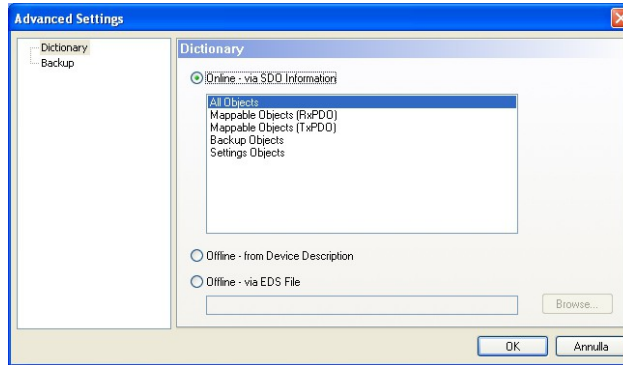 Advanced Settings
Dictionary
Backup
Dictionary
Online - via SDO Information
All Objects
Mappable Objects (RxPDO)
Mappable Objects (TxPDO)
Backup Objects
Settings Objects
Offline - from Device Description
Offline - via EDS File
Browse...
OK
Annulla